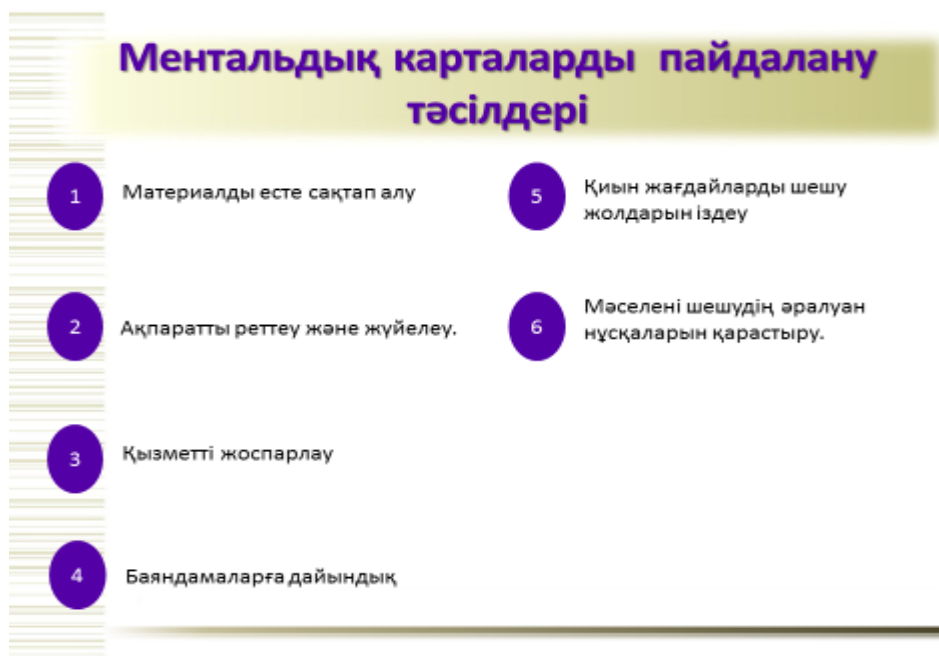 Ментальдық карталарды пайдалану
тәсілдері
1
Материалды есте сақтап алу
2
Ақпаратты реттеу және жүйелеу.
3
Қызметті жоспарлау
4
Баяндамаларға дайындық
5
Қиын жағдайларды шешу
жолдарын іздеу
6
Мәселені шешудің әралуан
нұсқаларын қарастыру.